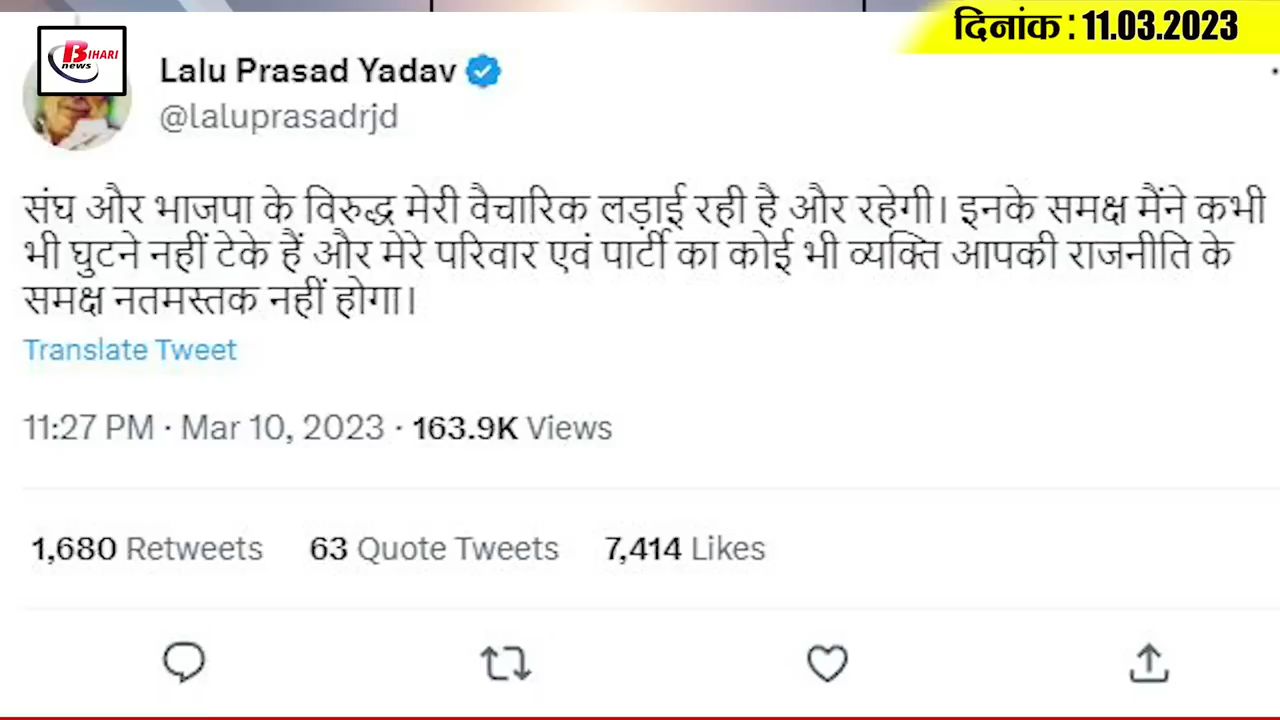 दिनांक : 11.03.2023
BIHARI
news
Lalu Prasad Yadav
@laluprasadrjd
संघ और भाजपा के विरुद्ध मेरी वैचारिक लड़ाई रही है और रहेगी। इनके समक्ष मैंने कभी
भी घुटने नहीं टेके हैं और मेरे परिवार एवं पार्टी का कोई भी व्यक्ति आपकी राजनीति के
समक्ष नतमस्तक नहीं होगा।
Translate Tweet
11:27 PM · Mar 10, 2023 · 163.9K Views
1,680 Retweets 63 Quote Tweets 7,414 Likes